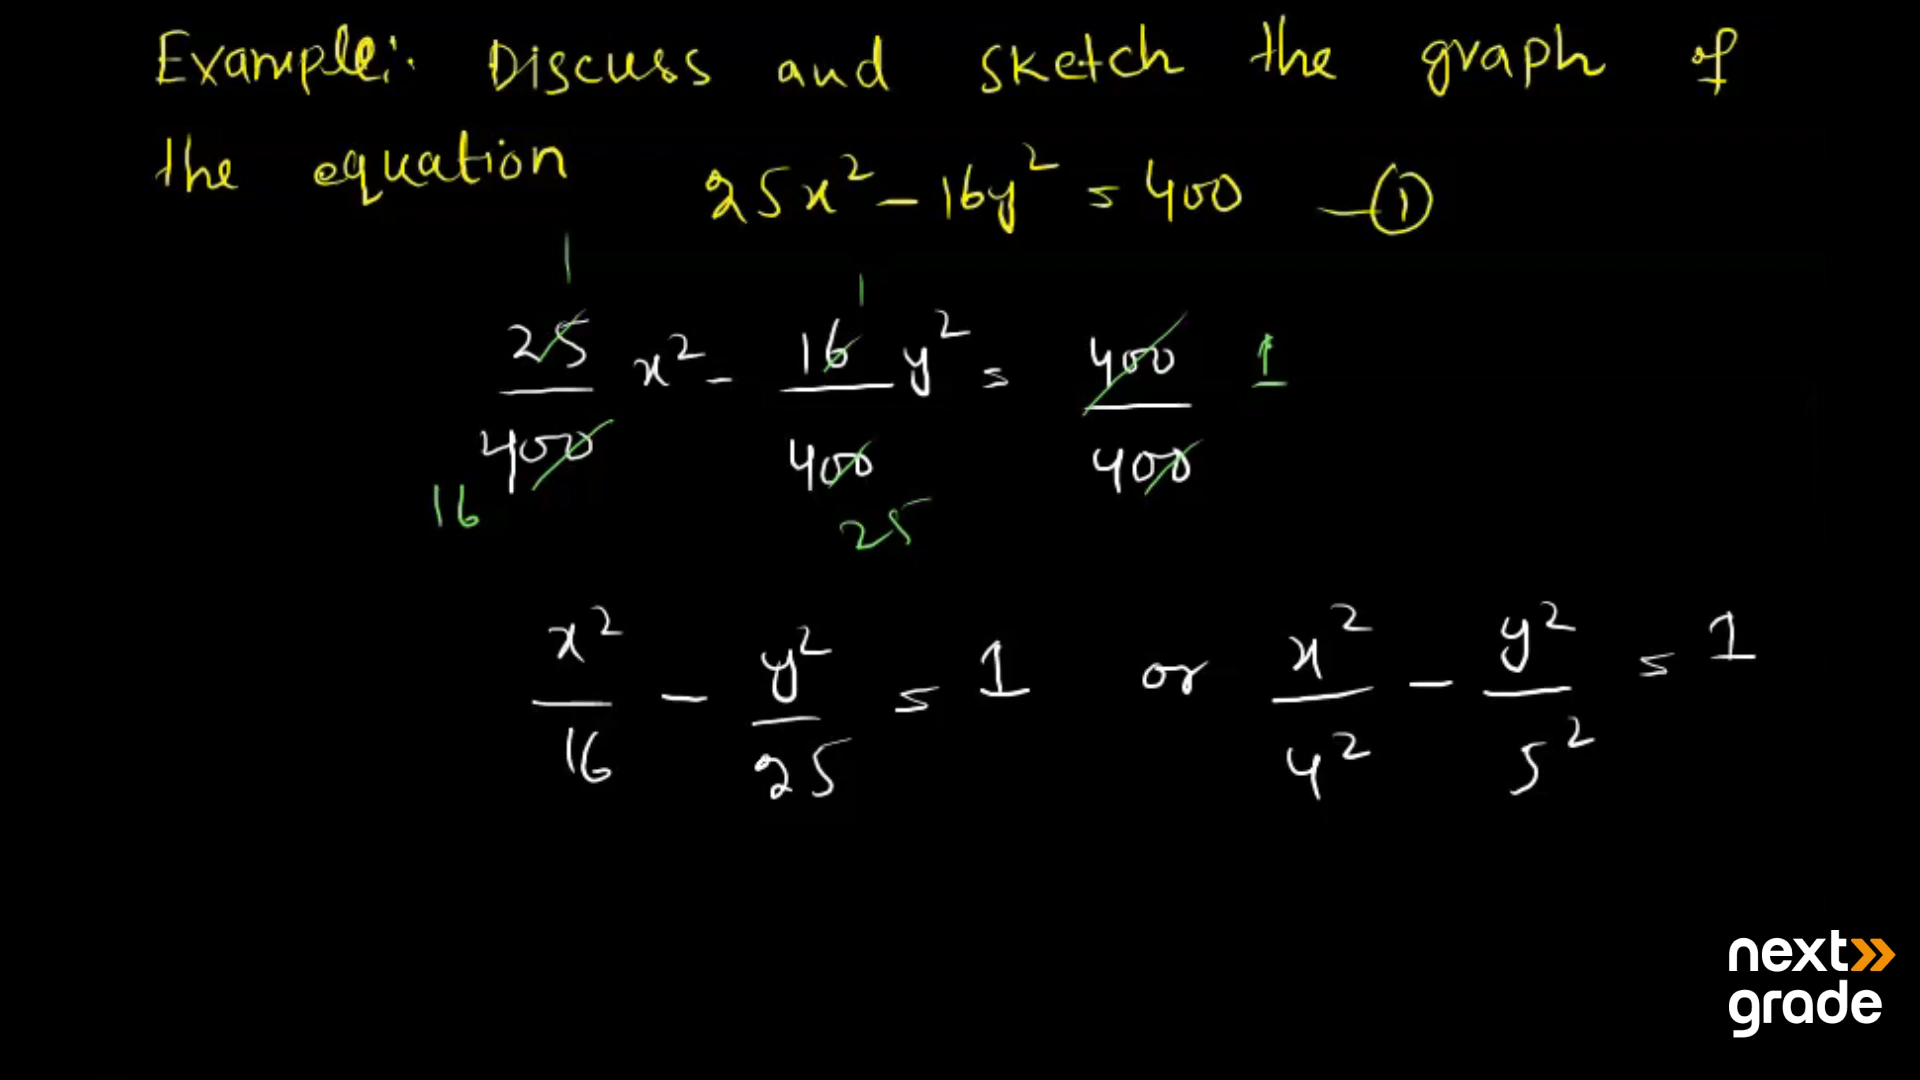 Example: Discuss and sketch the graph of
the equation 25x² - 16y² = 400 —①
1 1
25/400 x² - 16/400 y² = 400/400 1
16 25
x²/16 - y²/25 = 1 or x²/4² - y²/5² = 1
next
grade